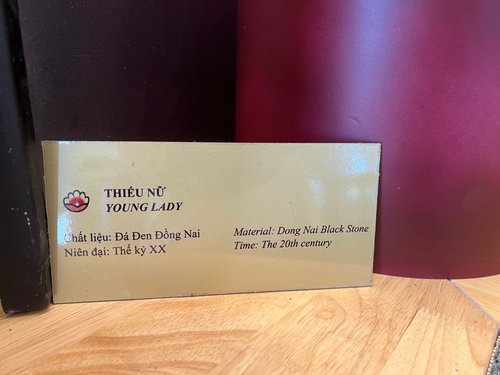 THIẾU NỮ
YOUNG LADY
Chất liệu: Đá Đen Đồng Nai
Niên đại: Thế kỷ XX
Material: Dong Nai Black Stone
Time: The 20th century